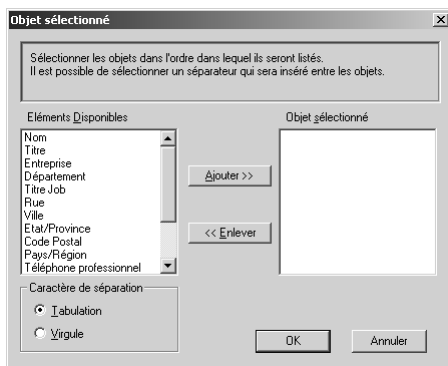 Objet sélectionné
Sélectionner les objets dans l'ordre dans lequel ils seront listés.
Il est possible de sélectionner un séparateur qui sera inséré entre les objets.
Eléments Disponibles
Objet sélectionné
Nom
Titre
Entreprise
Département
Titre Job
Rue
Ville
Etat/Province
Code Postal
Pays/Région
Téléphone professionnel
Ajouter >>
<< Enlever
Caractère de séparation
Tabulation
Virgule
OK
Annuler